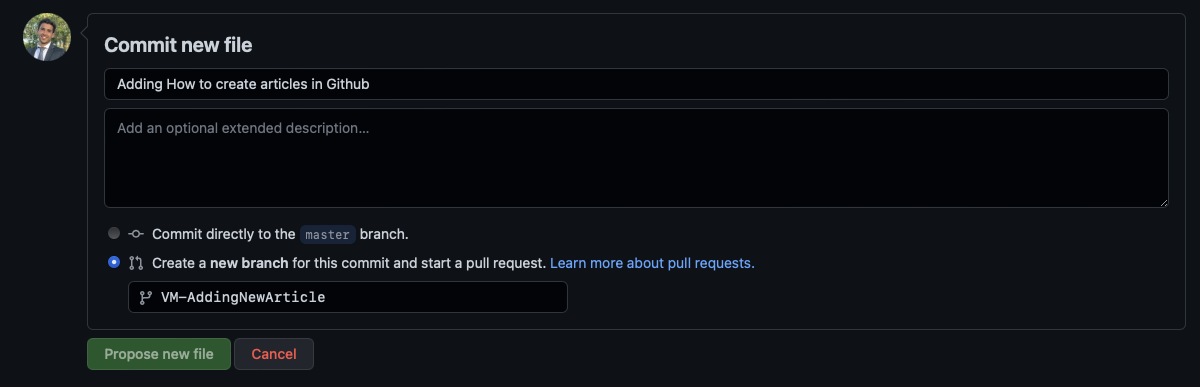 Commit new file
Adding How to create articles in Github
Add an optional extended description...
Commit directly to the master branch.
Create a new branch for this commit and start a pull request. Learn more about pull requests.
VM-AddingNewArticle
Propose new file
Cancel